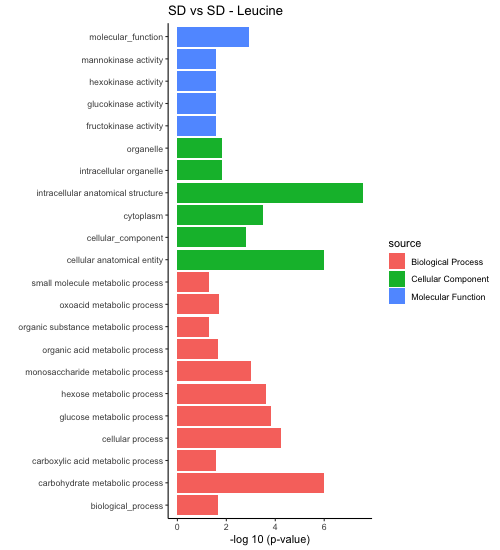 SD vs SD - Leucine
molecular_function
mannokinase activity
hexokinase activity
glucokinase activity
fructokinase activity
organelle
intracellular organelle
intracellular anatomical structure
cytoplasm
cellular_component
cellular anatomical entity
small molecule metabolic process
oxoacid metabolic process
organic substance metabolic process
organic acid metabolic process
monosaccharide metabolic process
hexose metabolic process
glucose metabolic process
cellular process
carboxylic acid metabolic process
carbohydrate metabolic process
biological_process
0 2 4 6
-log 10 (p-value)
source
Biological Process
Cellular Component
Molecular Function